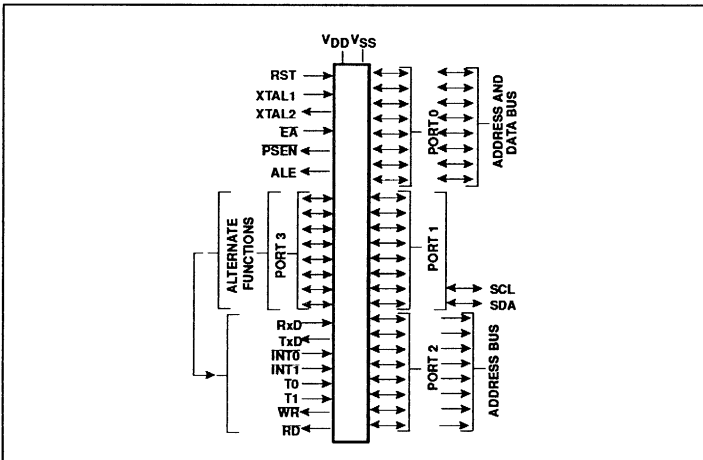 VDD VSS
RST
XTAL1
XTAL2
EA
PSEN
ALE
PORT 0
ADDRESS AND
DATA BUS
ALTERNATE
FUNCTIONS
PORT 3
PORT 1
SCL
SDA
RxD
TxD
INT0
INT1
T0
T1
WR
RD
PORT 2
ADDRESS BUS